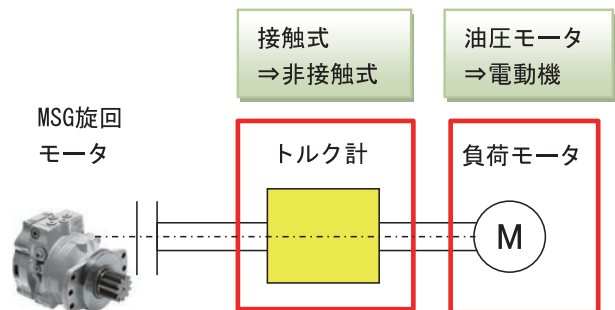 接触式
⇒非接触式
油圧モータ
⇒電動機
MSG旋回
モータ
トルク計
負荷モータ
M